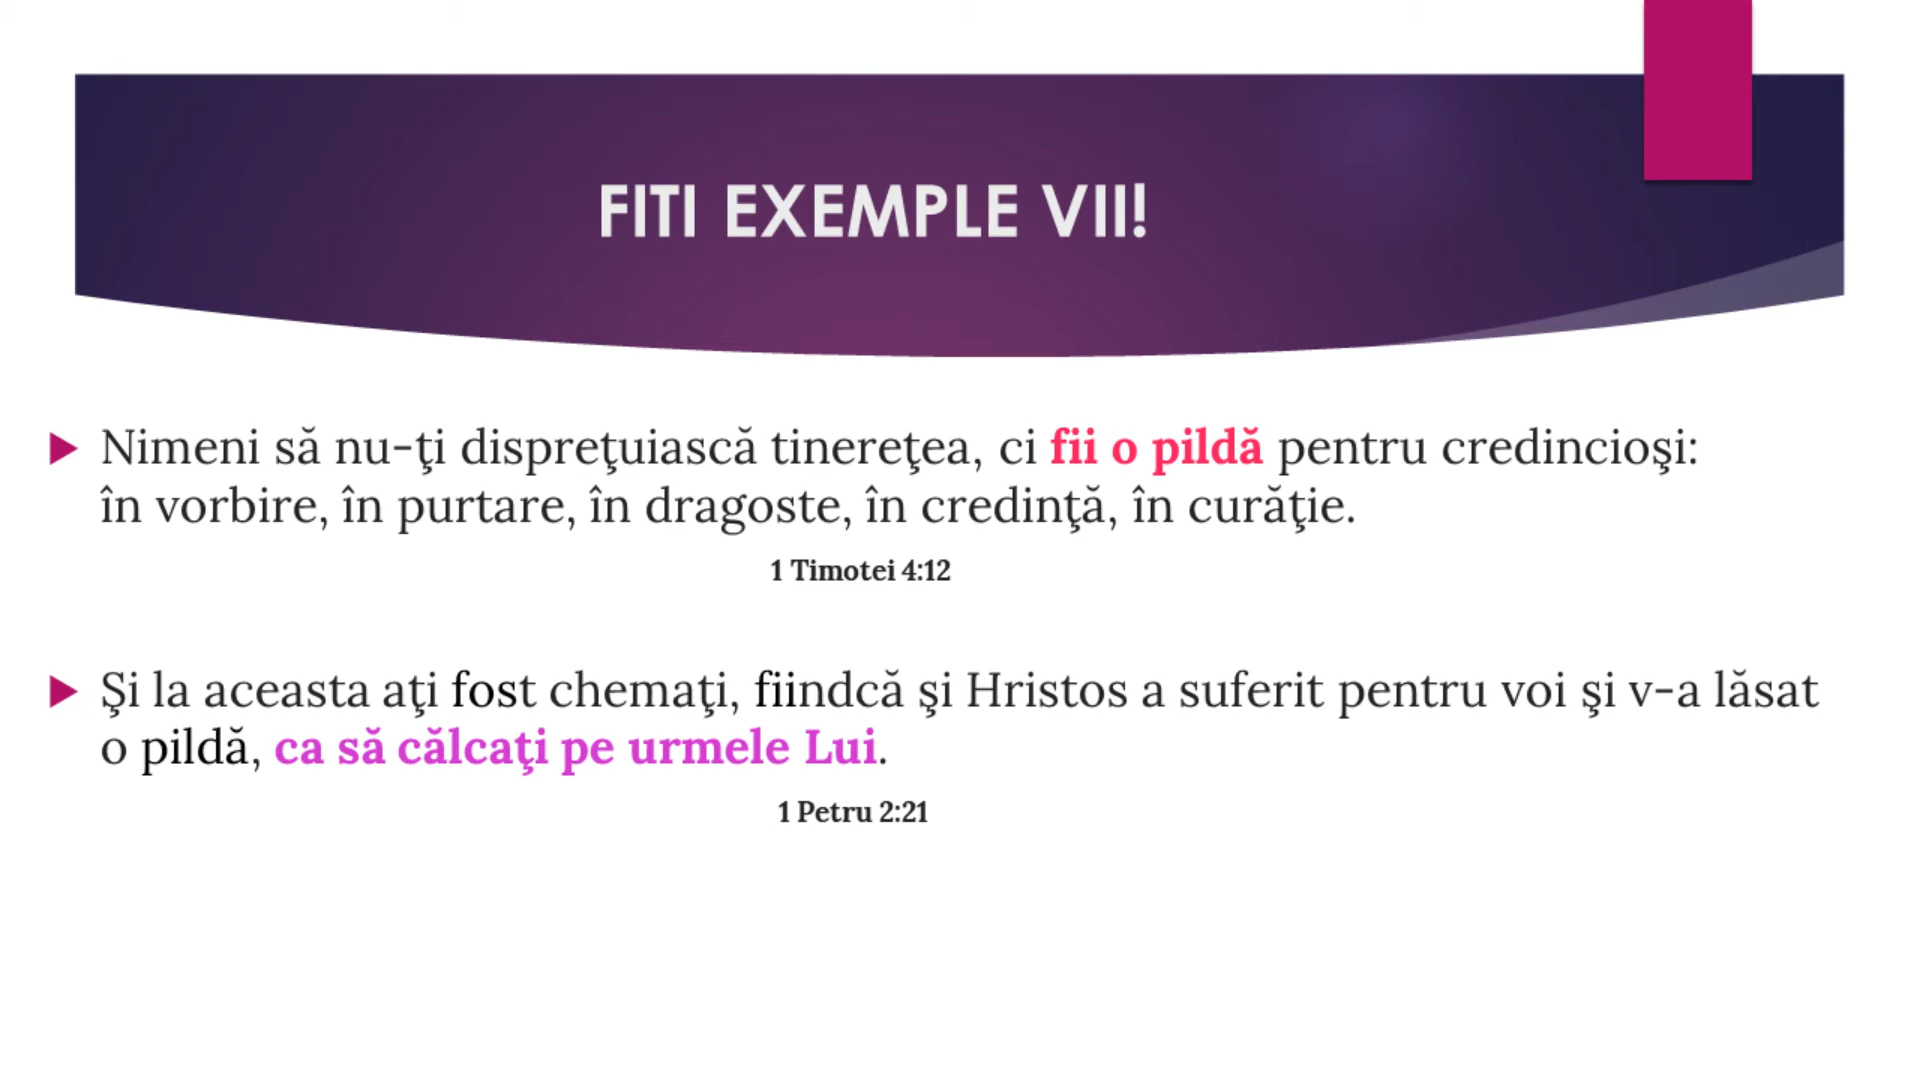 FITI EXEMPLE VII!
Nimeni să nu-ţi dispreţuiască tinereţea, ci fii o pildă pentru credincioşi:
în vorbire, în purtare, în dragoste, în credinţă, în curăţie.
1 Timotei 4:12
Şi la aceasta aţi fost chemaţi, fiindcă şi Hristos a suferit pentru voi şi v-a lăsat
o pildă, ca să călcaţi pe urmele Lui.
1 Petru 2:21